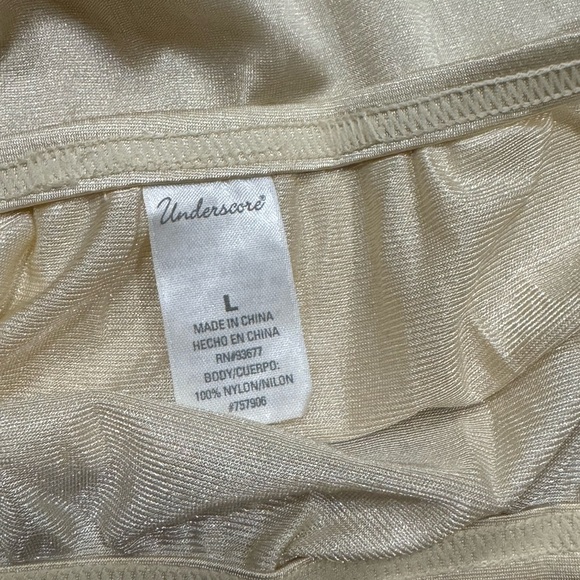 Underscore®
L
MADE IN CHINA
HECHO EN CHINA
RN#93677
BODY/CUERPO:
100% NYLON/NILON
#757906